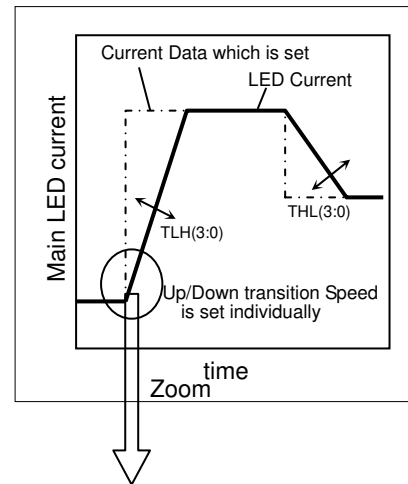 Current Data which is set
LED Current
Main LED current
TLH(3:0)
THL(3:0)
Up/Down transition Speed
is set individually
time
Zoom